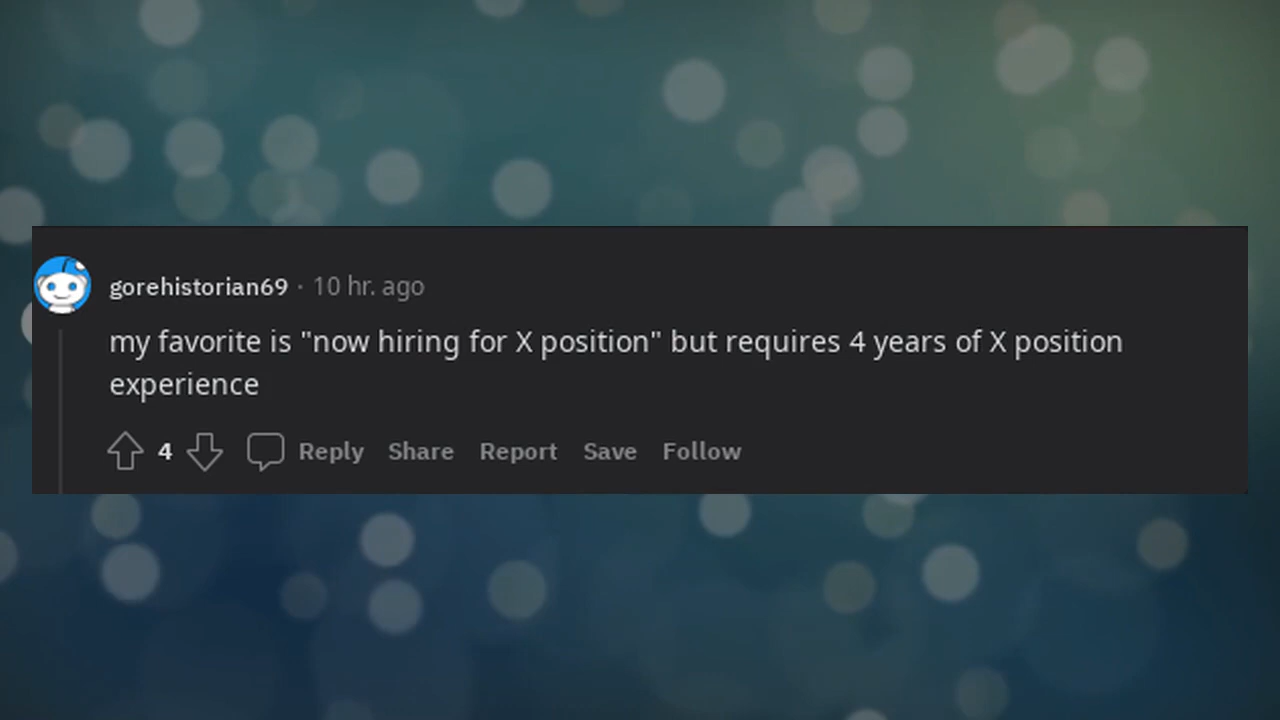 gorehistorian69 · 10 hr. ago
my favorite is "now hiring for X position" but requires 4 years of X position
experience
4 Reply Share Report Save Follow